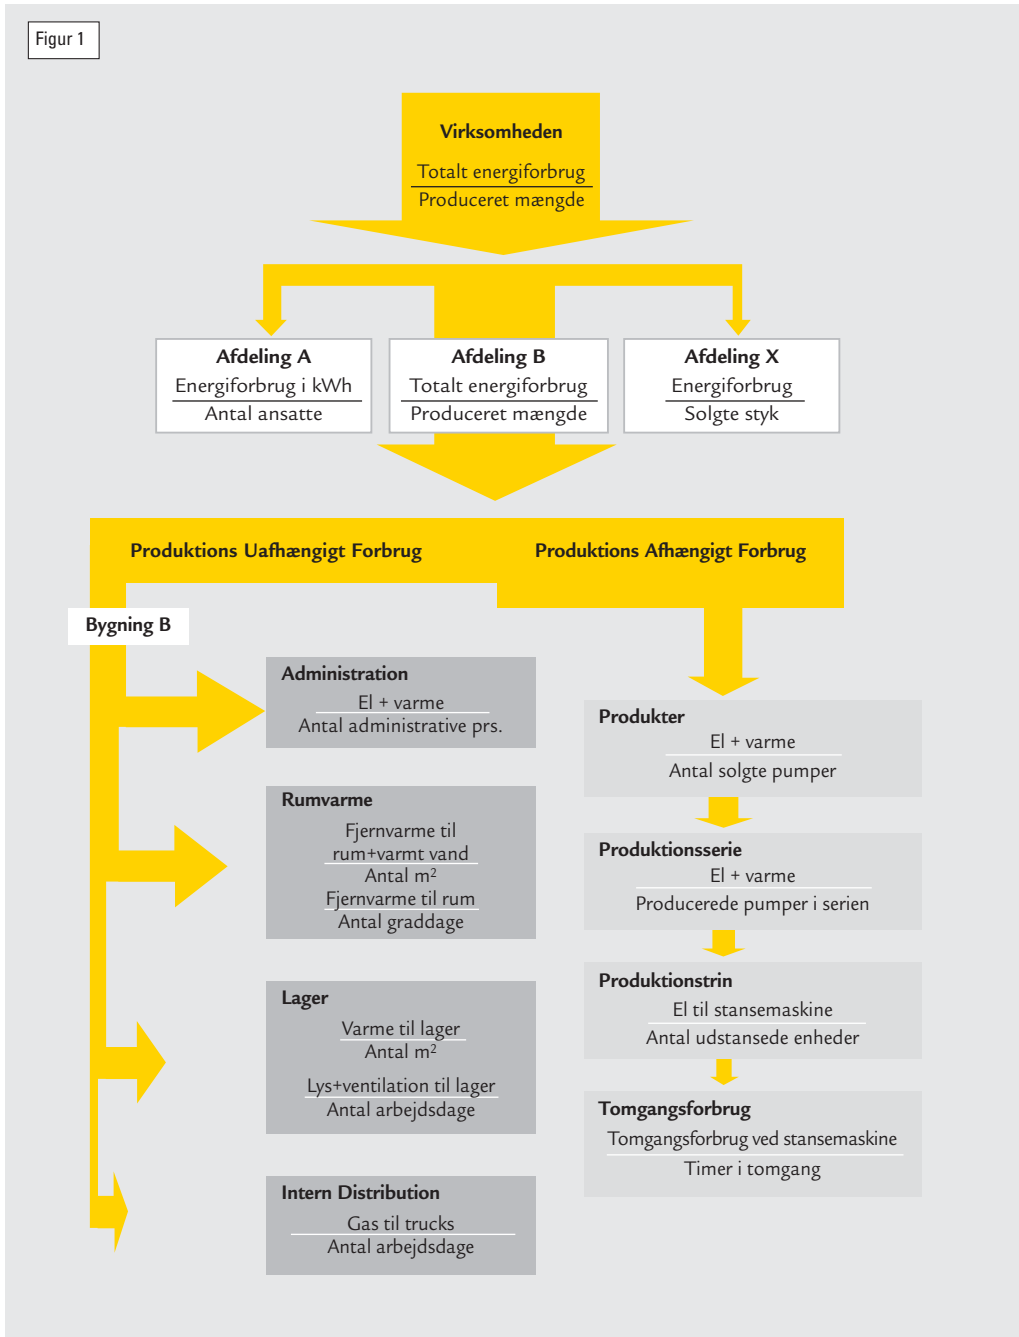 Figur 1
Virksomheden
Totalt energiforbrug
Produceret mængde
Afdeling A
Energiforbrug i kWh
Antal ansatte
Afdeling B
Totalt energiforbrug
Produceret mængde
Afdeling X
Energiforbrug
Solgte styk
Produktions Uafhængigt Forbrug
Produktions Afhængigt Forbrug
Bygning B
Administration
El + varme
Antal administrative prs.
Rumvarme
Fjernvarme til
rum+varmt vand
Antal m²
Fjernvarme til rum
Antal graddage
Lager
Varme til lager
Antal m²
Lys+ventilation til lager
Antal arbejdsdage
Intern Distribution
Gas til trucks
Antal arbejdsdage
Produkter
El + varme
Antal solgte pumper
Produktionsserie
El + varme
Producerede pumper i serien
Produktionstrin
El til stansemaskine
Antal udstansede enheder
Tomgangsforbrug
Tomgangsforbrug ved stansemaskine
Timer i tomgang